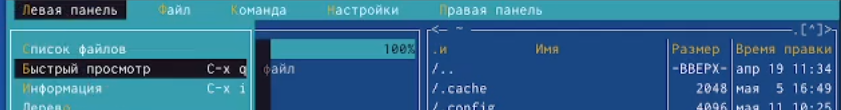 Левая панель Файл Команда Настройки Правая панель
<─ ~ .[^]>
Список файлов 100% .и Имя Размер Время правки
Быстрый просмотр C-x q файл /.. -ВВЕРХ- апр 19 11:34
Информация C-x i /.cache 2048 мая 5 16:49
Дерево /.config 4096 мая 11 10:25